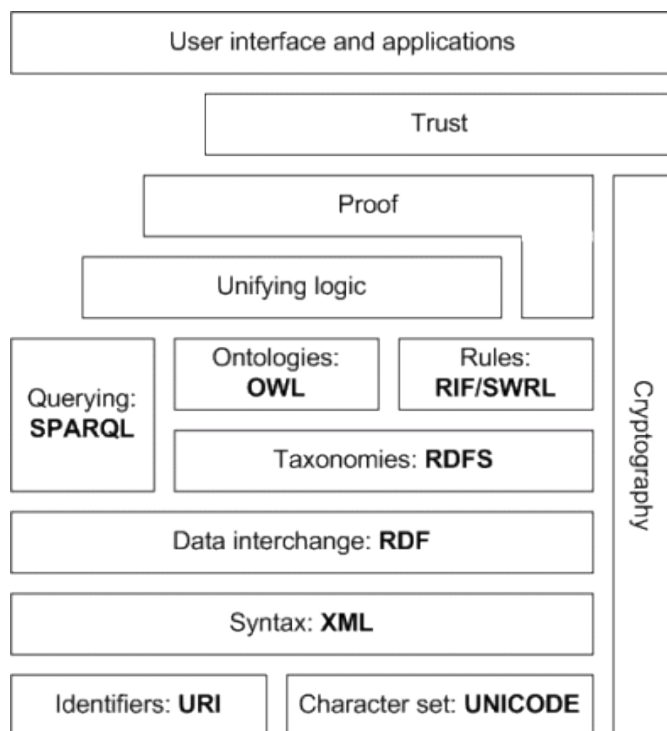 User interface and applications
Trust
Proof
Unifying logic
Querying:
SPARQL
Ontologies:
OWL
Rules:
RIF/SWRL
Taxonomies: RDFS
Cryptography
Data interchange: RDF
Syntax: XML
Identifiers: URI
Character set: UNICODE